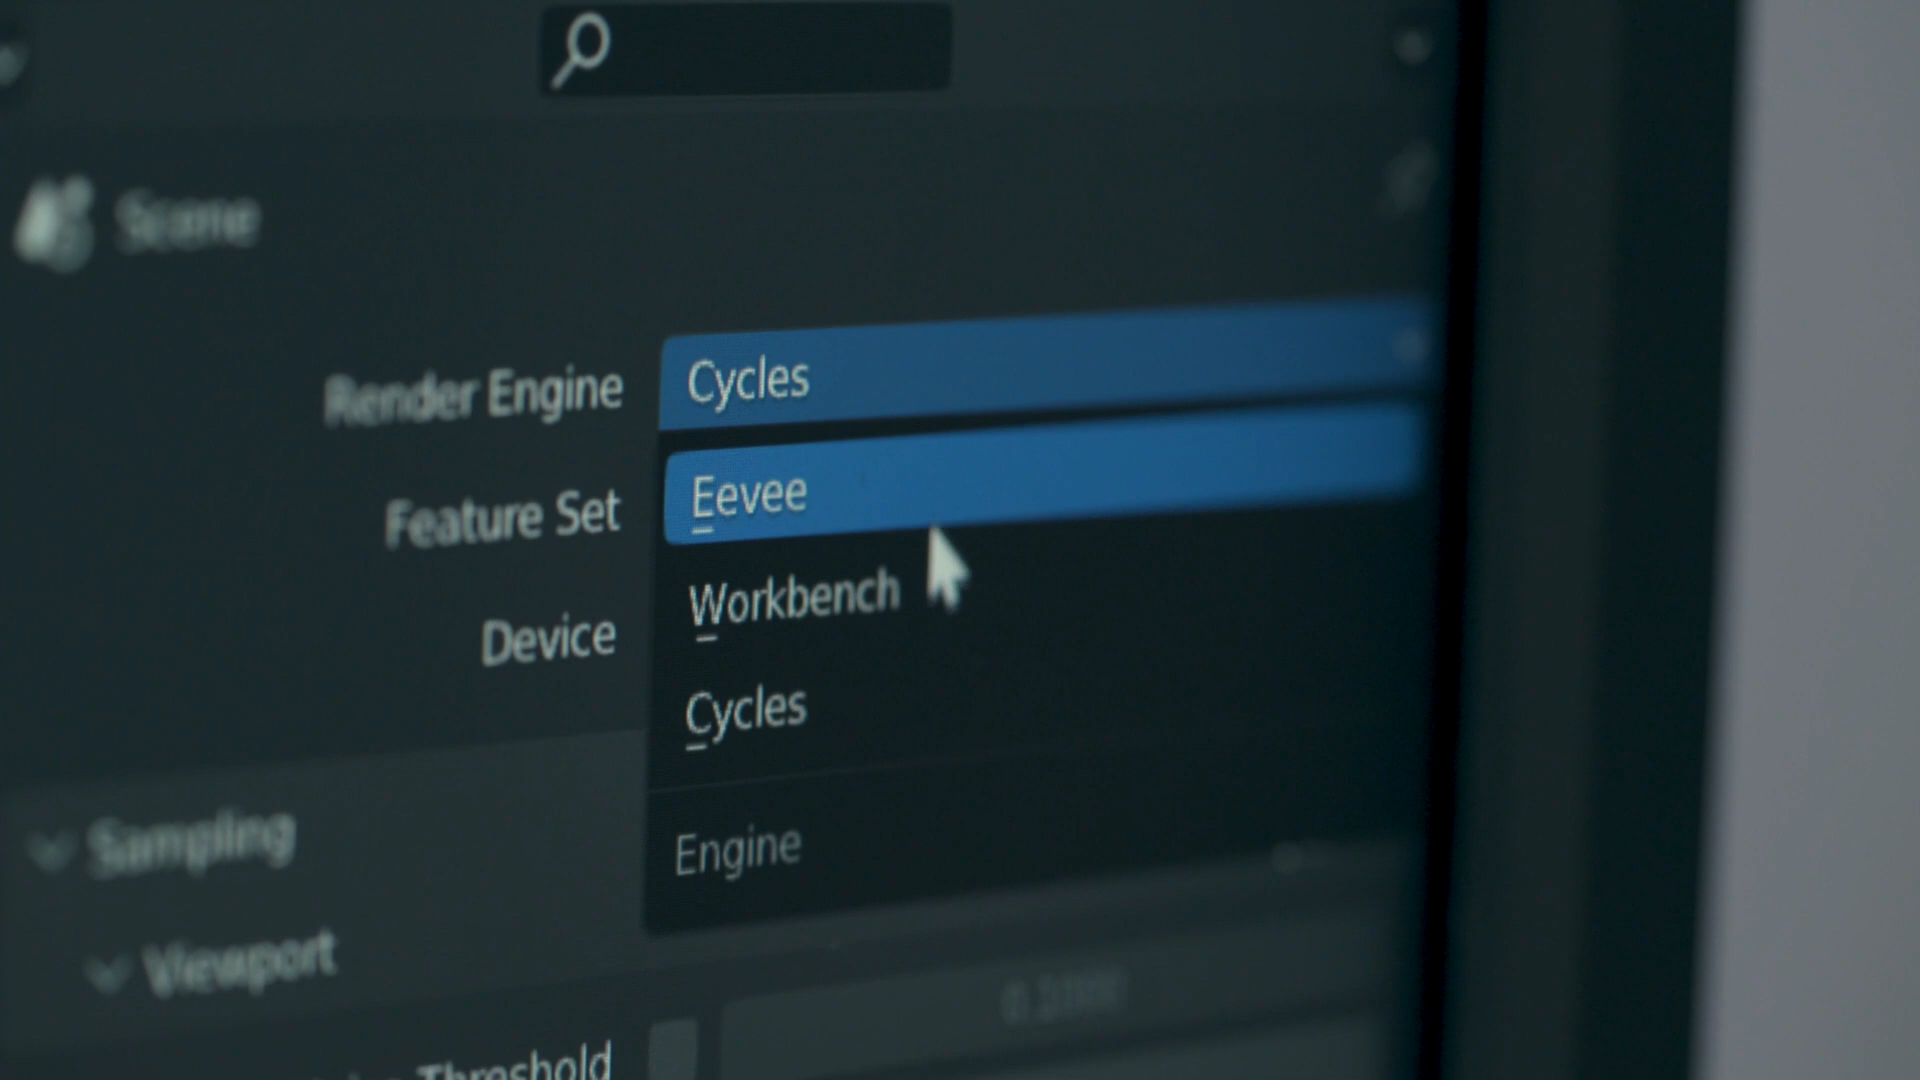 Scene
Render Engine
Cycles
Feature Set
Eevee
Device
Workbench
Cycles
Engine
Sampling
Viewport
Threshold